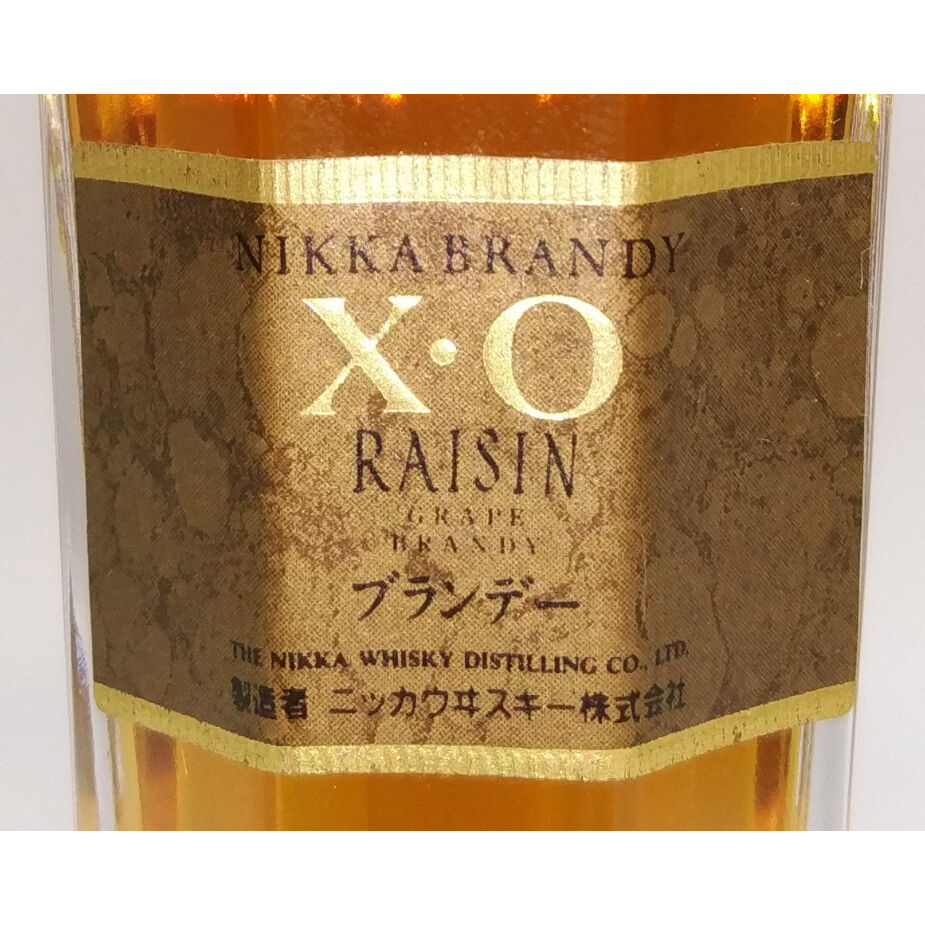 NIKKA BRANDY
X·O
RAISIN
GRAPE
BRANDY
ブランデー
THE NIKKA WHISKY DISTILLING CO., LTD.
製造者 ニッカウヰスキー株式会社